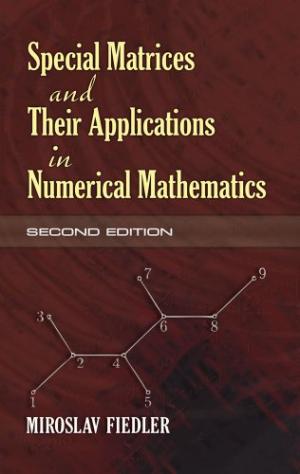 Special Matrices
and
Their Applications
in
Numerical Mathematics
SECOND EDITION
7
9
3
6
8
2
4
1
5
MIROSLAV FIEDLER